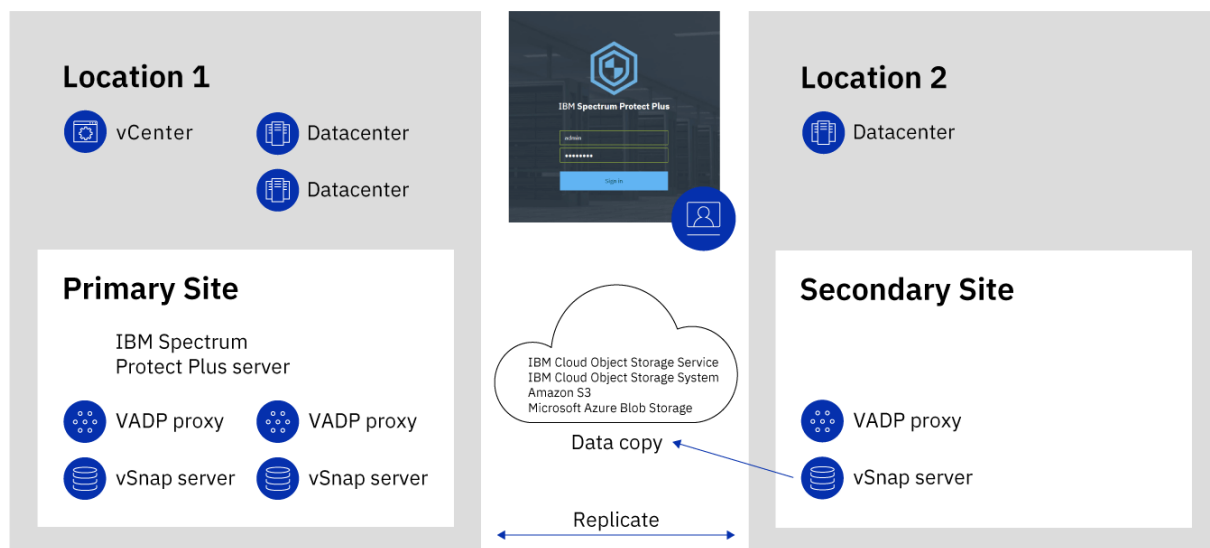 Location 1
vCenter
Datacenter
Datacenter
Primary Site
IBM Spectrum
Protect Plus server
VADP proxy
VADP proxy
vSnap server
vSnap server
IBM Spectrum Protect Plus
admin
Sign in
IBM Cloud Object Storage Service
IBM Cloud Object Storage System
Amazon S3
Microsoft Azure Blob Storage
Data copy
Replicate
Location 2
Datacenter
Secondary Site
VADP proxy
vSnap server